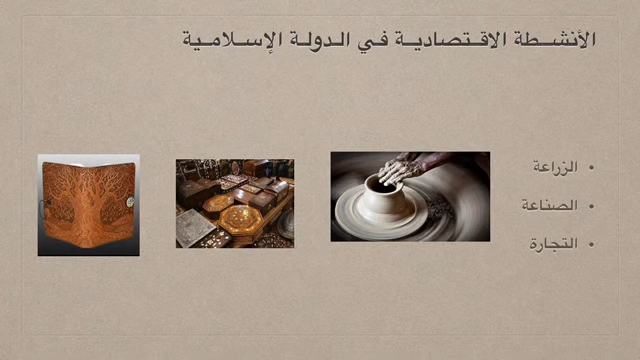 الأنشطة الاقتصادية في الدولة الإسلامية
• الزراعة
• الصناعة
• التجارة